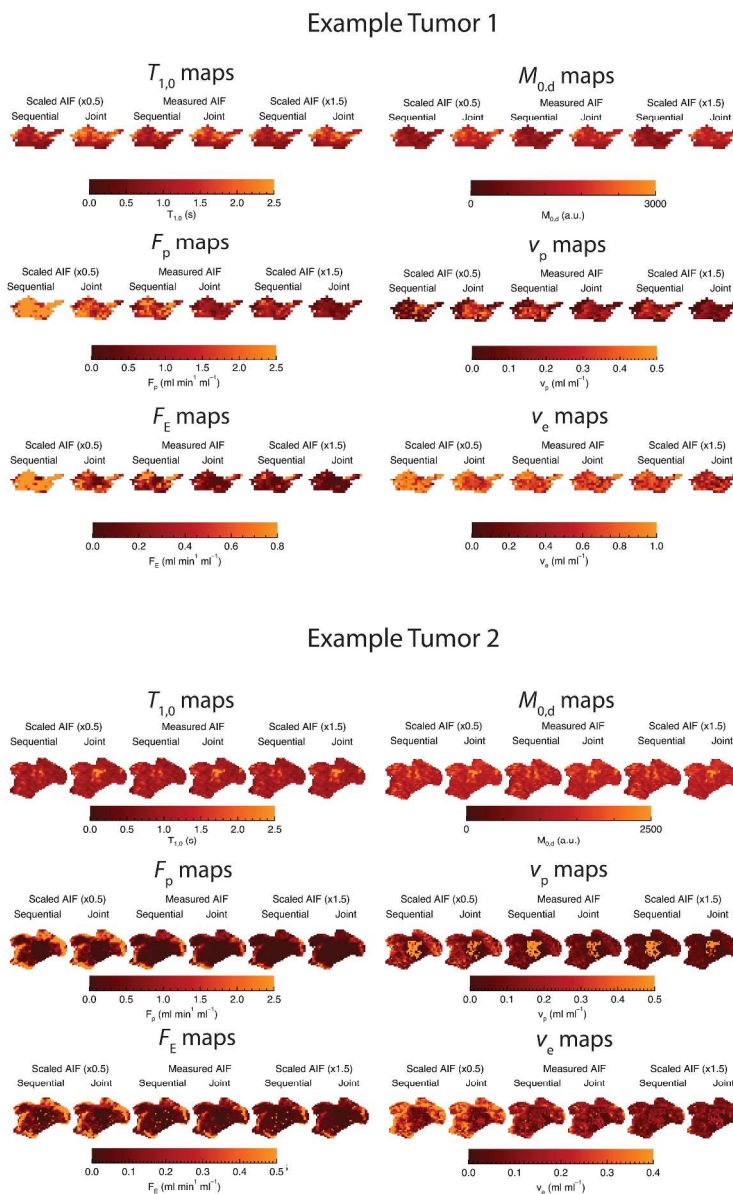 Example Tumor 1
T1,0 maps
M0,d maps
Scaled AIF (x0.5) Measured AIF Scaled AIF (x1.5)
Scaled AIF (x0.5) Measured AIF Scaled AIF (x1.5)
Sequential Joint Sequential Joint Sequential Joint
Sequential Joint Sequential Joint Sequential Joint
0.0 0.5 1.0 1.5 2.0 2.5
T1,0 (s)
0 3000
M0,d (a.u.)
Fp maps
vp maps
Scaled AIF (x0.5) Measured AIF Scaled AIF (x1.5)
Scaled AIF (x0.5) Measured AIF Scaled AIF (x1.5)
Sequential Joint Sequential Joint Sequential Joint
Sequential Joint Sequential Joint Sequential Joint
0.0 0.5 1.0 1.5 2.0 2.5
Fp (ml min¹ ml⁻¹)
0.0 0.1 0.2 0.3 0.4 0.5
vp (ml ml⁻¹)
FE maps
ve maps
Scaled AIF (x0.5) Measured AIF Scaled AIF (x1.5)
Scaled AIF (x0.5) Measured AIF Scaled AIF (x1.5)
Sequential Joint Sequential Joint Sequential Joint
Sequential Joint Sequential Joint Sequential Joint
0.0 0.2 0.4 0.6 0.8
FE (ml min¹ ml⁻¹)
0.0 0.2 0.4 0.6 0.8 1.0
ve (ml ml⁻¹)
Example Tumor 2
T1,0 maps
M0,d maps
Scaled AIF (x0.5) Measured AIF Scaled AIF (x1.5)
Scaled AIF (x0.5) Measured AIF Scaled AIF (x1.5)
Sequential Joint Sequential Joint Sequential Joint
Sequential Joint Sequential Joint Sequential Joint
0.0 0.5 1.0 1.5 2.0 2.5
T1,0 (s)
0 2500
M0,d (a.u.)
Fp maps
vp maps
Scaled AIF (x0.5) Measured AIF Scaled AIF (x1.5)
Scaled AIF (x0.5) Measured AIF Scaled AIF (x1.5)
Sequential Joint Sequential Joint Sequential Joint
Sequential Joint Sequential Joint Sequential Joint
0.0 0.5 1.0 1.5 2.0 2.5
Fp (ml min¹ ml⁻¹)
0.0 0.1 0.2 0.3 0.4 0.5
vp (ml ml⁻¹)
FE maps
ve maps
Scaled AIF (x0.5) Measured AIF Scaled AIF (x1.5)
Scaled AIF (x0.5) Measured AIF Scaled AIF (x1.5)
Sequential Joint Sequential Joint Sequential Joint
Sequential Joint Sequential Joint Sequential Joint
0.0 0.1 0.2 0.3 0.4 0.5
FE (ml min¹ ml⁻¹)
0.0 0.2 0.4
ve (ml ml⁻¹)